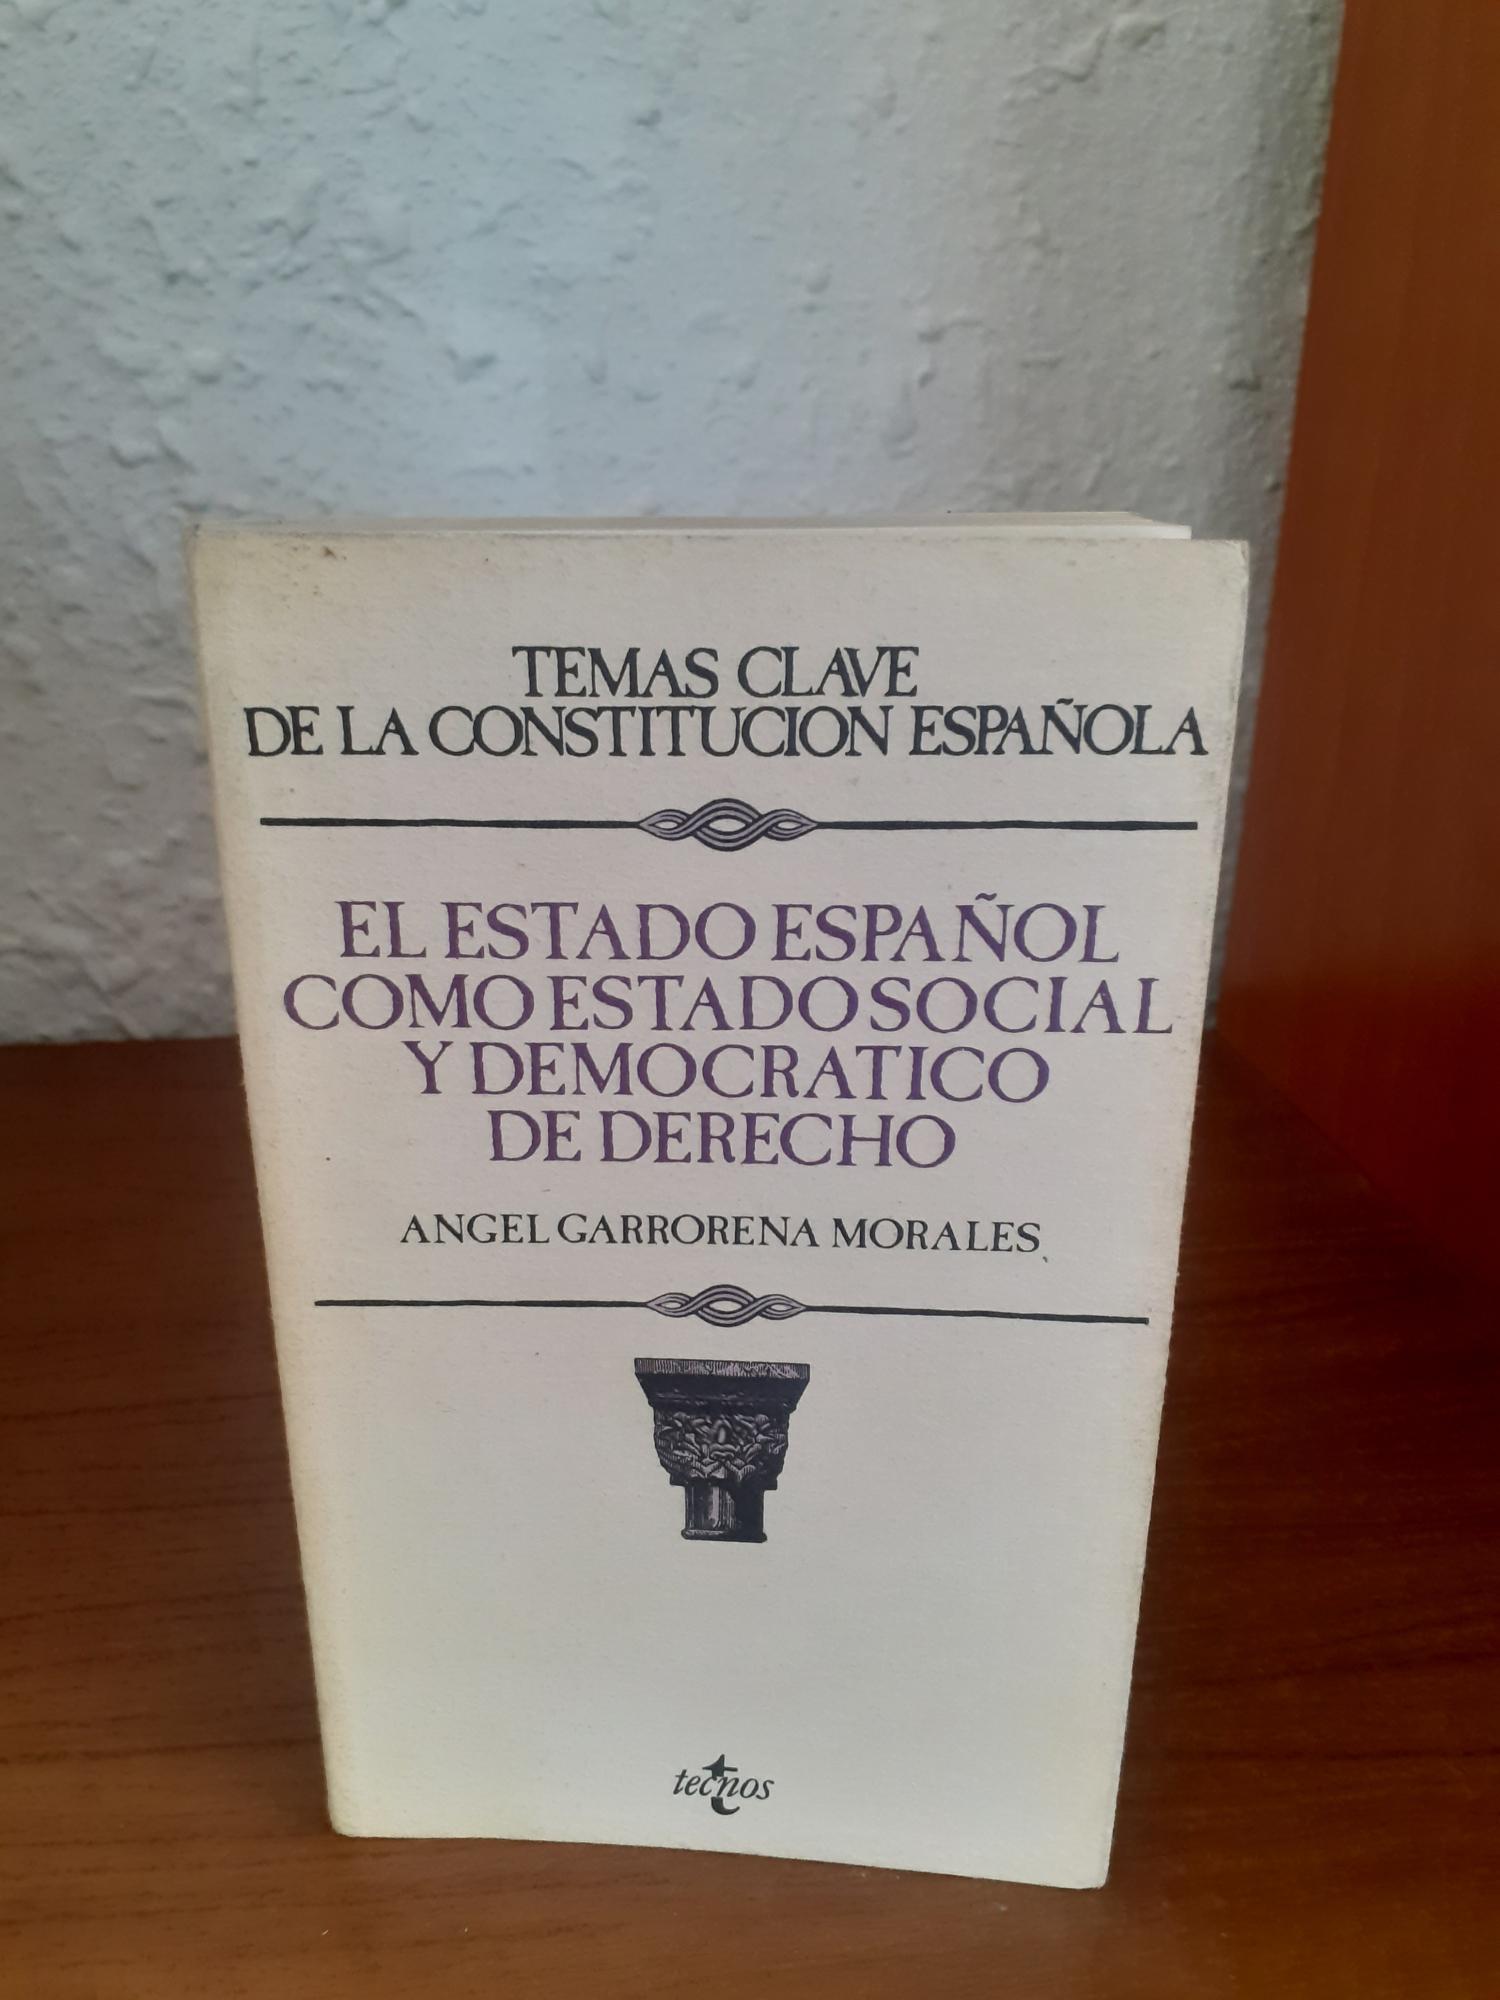 TEMAS CLAVE
DE LA CONSTITUCION ESPAÑOLA
EL ESTADO ESPAÑOL
COMO ESTADO SOCIAL
Y DEMOCRATICO
DE DERECHO
ANGEL GARRORENA MORALES
tecnos